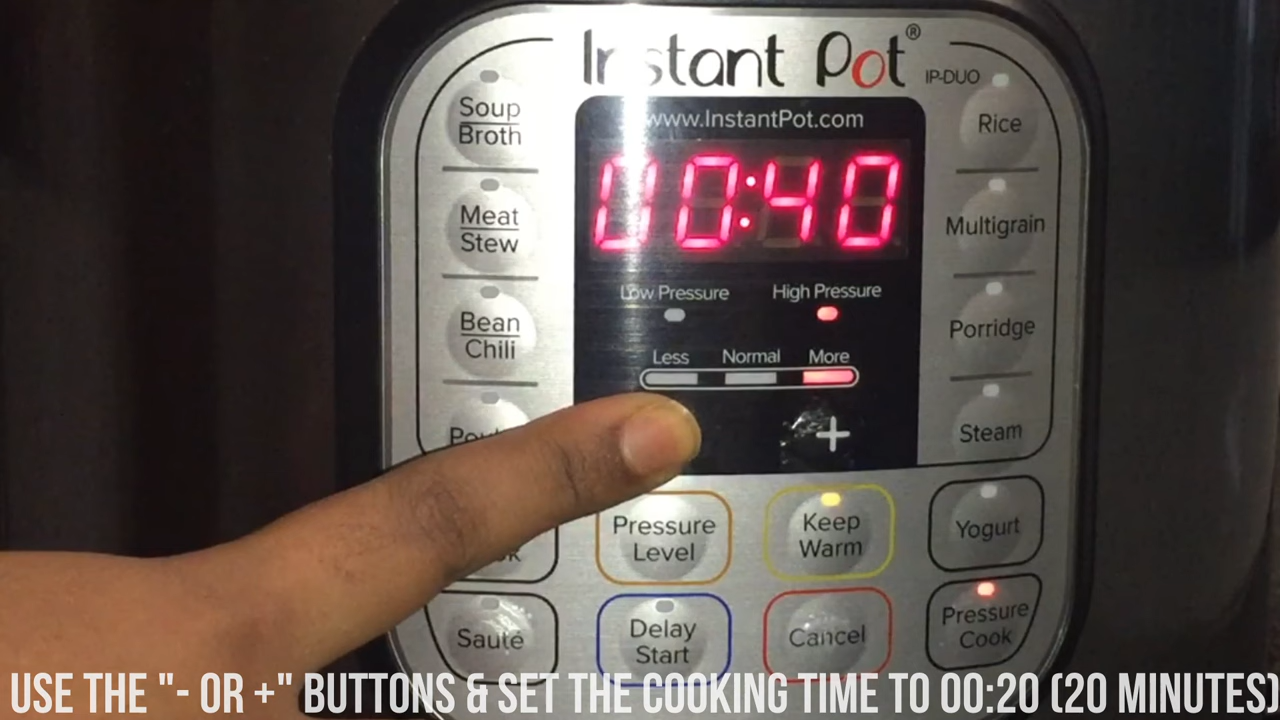 Instant Pot®
IP-DUO
www.InstantPot.com
00:40
Low Pressure
High Pressure
Less
Normal
More
+
Soup
Broth
Meat
Stew
Bean
Chili
Sauté
Pressure
Level
Keep
Warm
Delay
Start
Cancel
Rice
Multigrain
Porridge
Steam
Yogurt
Pressure
Cook
USE THE "- OR +" BUTTONS & SET THE COOKING TIME TO 00:20 (20 MINUTES)